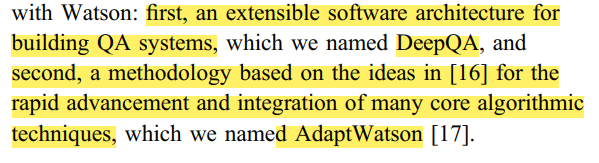 with Watson: first, an extensible software architecture for
building QA systems, which we named DeepQA, and
second, a methodology based on the ideas in [16] for the
rapid advancement and integration of many core algorithmic
techniques, which we named AdaptWatson [17].